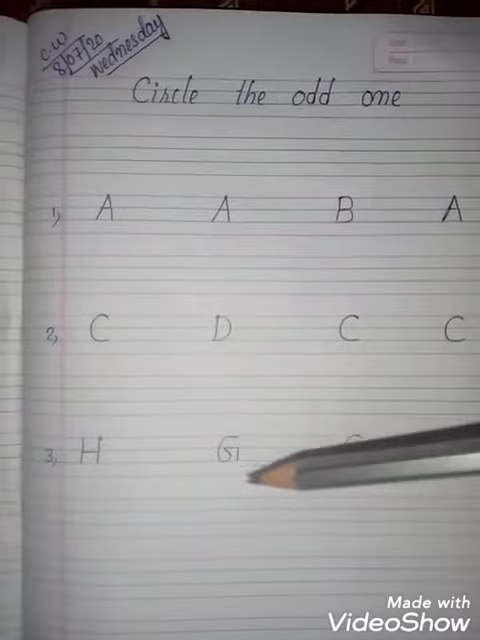 C.W
8/07/20
Wednesday
Circle the odd one
1, A A B A
2, C D C C
3, H G
Made with
VideoShow